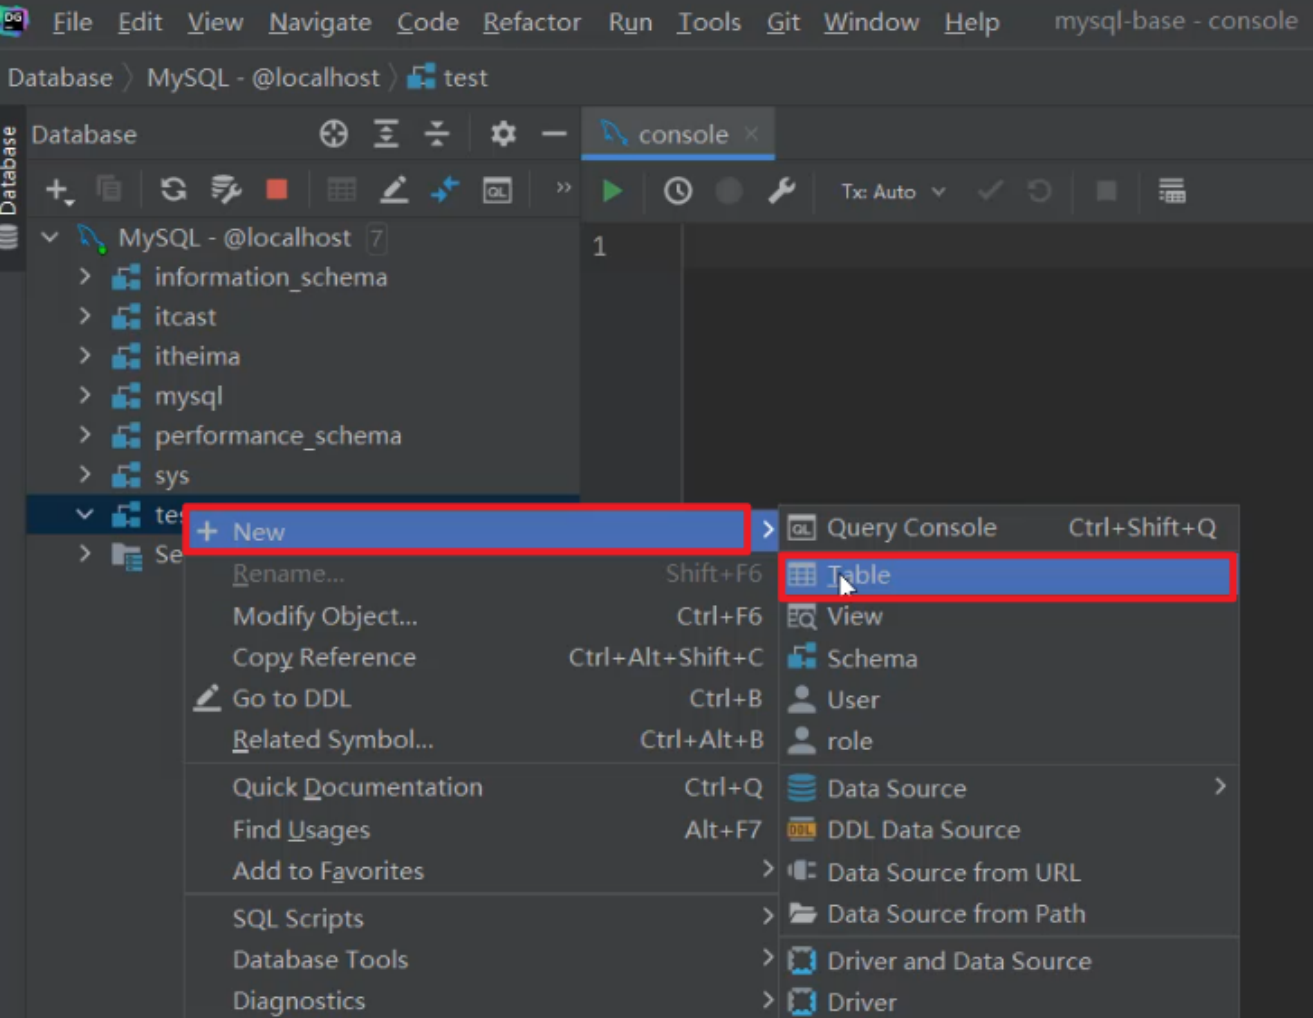 DG
File Edit View Navigate Code Refactor Run Tools Git Window Help mysql-base - console
Database MySQL - @localhost test
Database
Database
console
Tx: Auto
MySQL - @localhost 7
1
information_schema
itcast
itheima
mysql
performance_schema
sys
tes
Se
New
Rename... Shift+F6
Modify Object... Ctrl+F6
Copy Reference Ctrl+Alt+Shift+C
Go to DDL Ctrl+B
Related Symbol... Ctrl+Alt+B
Quick Documentation Ctrl+Q
Find Usages Alt+F7
Add to Favorites
SQL Scripts
Database Tools
Diagnostics
QL Query Console Ctrl+Shift+Q
Table
View
Schema
User
role
Data Source
DDL DDL Data Source
Data Source from URL
Data Source from Path
Driver and Data Source
Driver